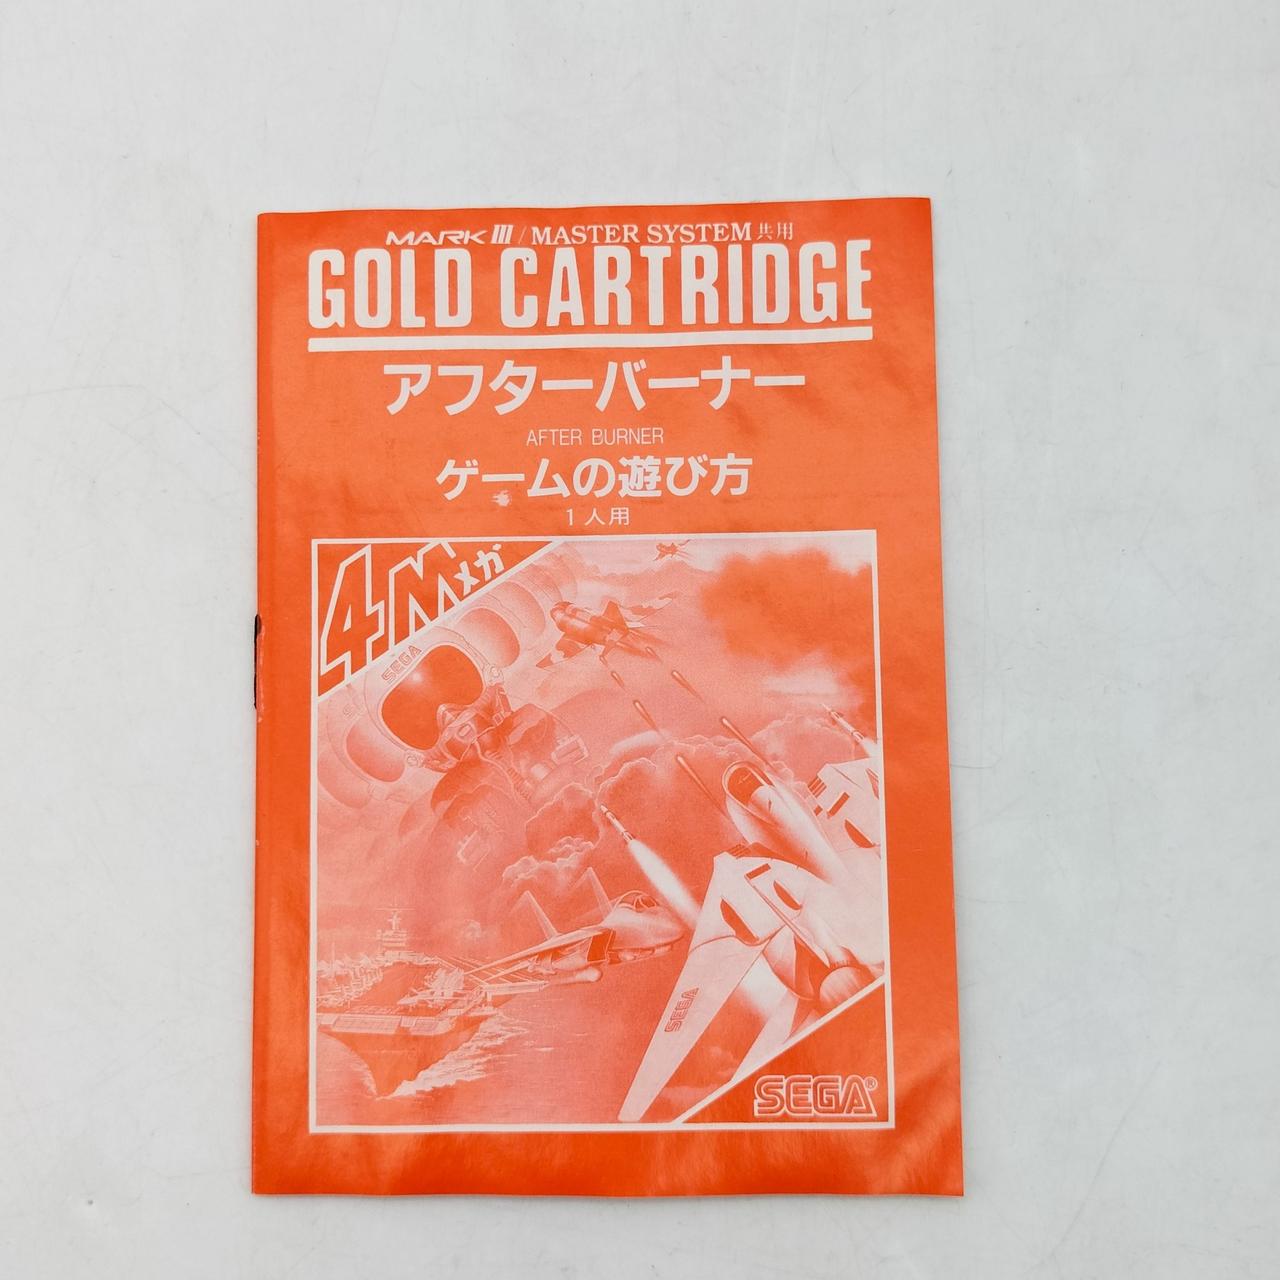 MARK III / MASTER SYSTEM 共用
GOLD CARTRIDGE
アフターバーナー
AFTER BURNER
ゲームの遊び方
1人用
4Mメガ
SEGA
SEGA
SEGA®